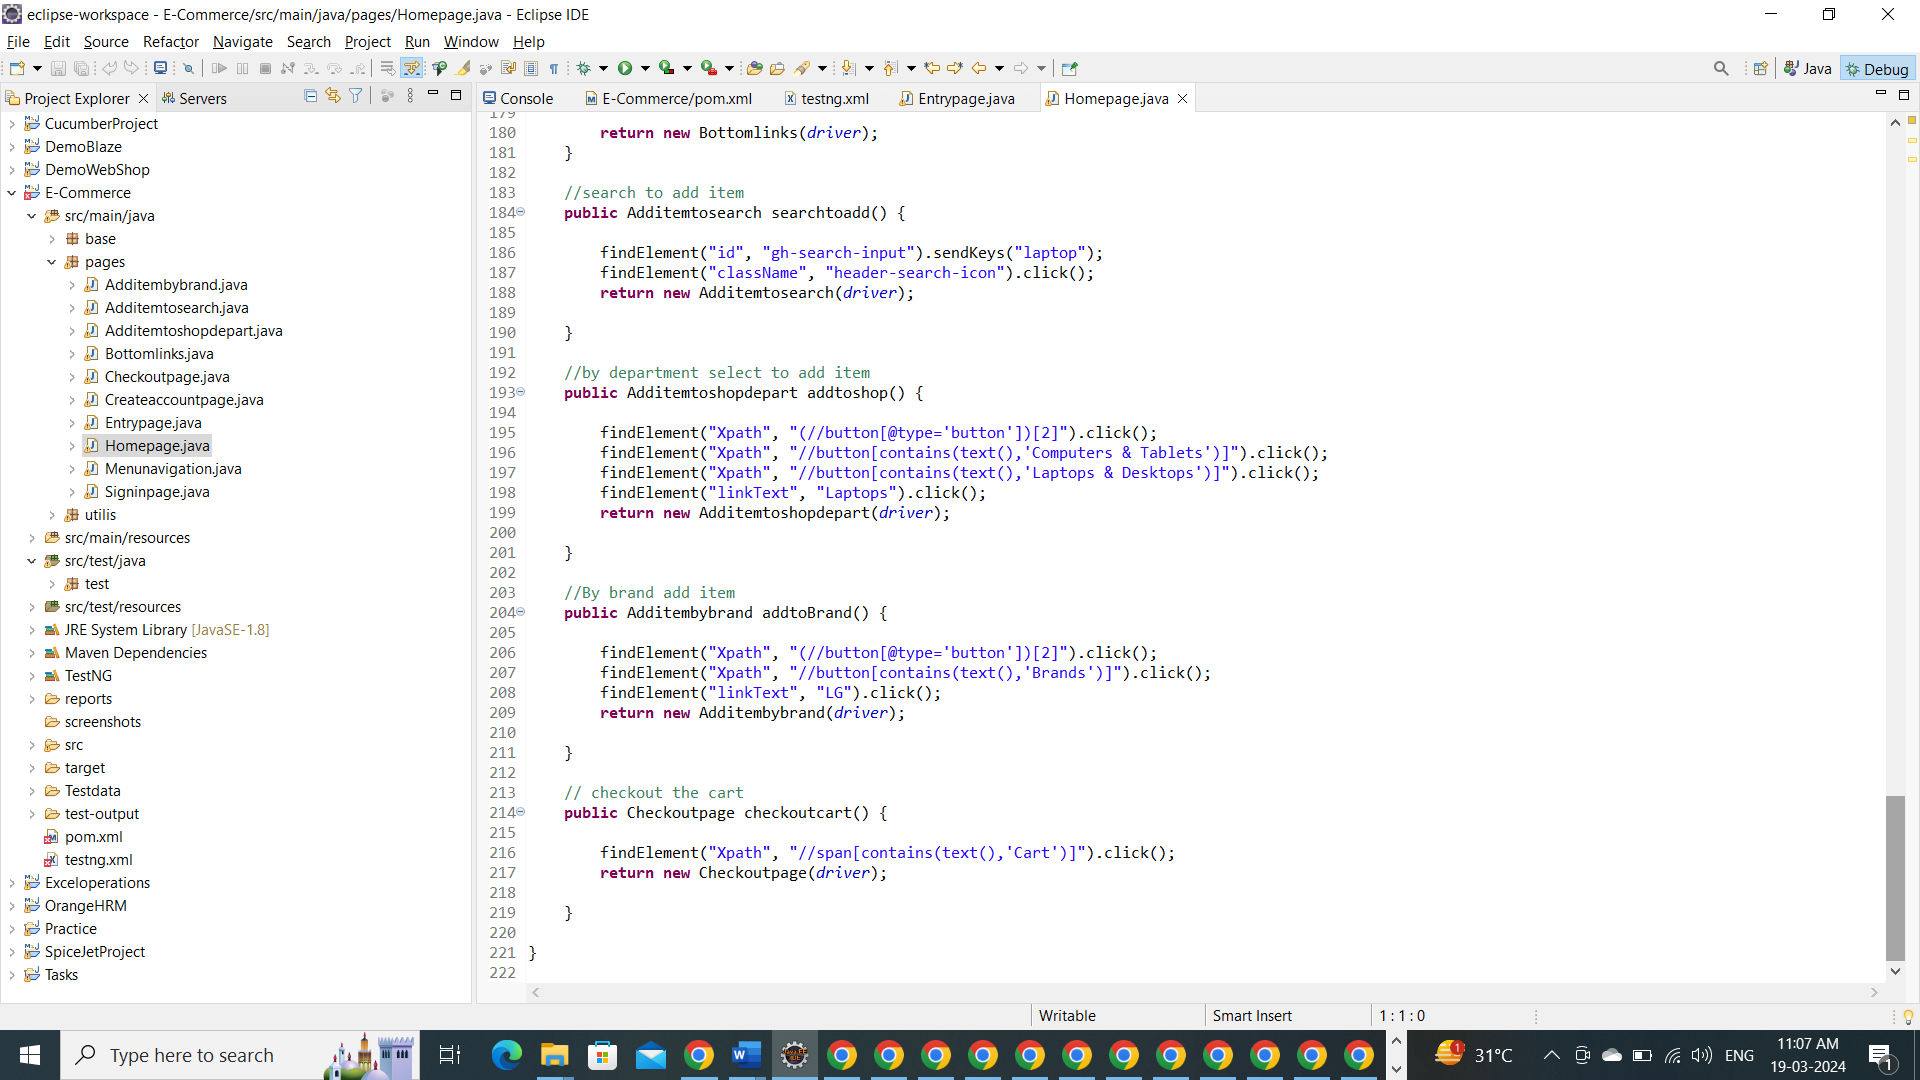 eclipse-workspace - E-Commerce/src/main/java/pages/Homepage.java - Eclipse IDE
File Edit Source Refactor Navigate Search Project Run Window Help
Java Debug
Project Explorer Servers
CucumberProject
DemoBlaze
DemoWebShop
E-Commerce
src/main/java
base
pages
Additembybrand.java
Additemtosearch.java
Additemtoshopdepart.java
Bottomlinks.java
Checkoutpage.java
Createaccountpage.java
Entrypage.java
Homepage.java
Menunavigation.java
Signinpage.java
utilis
src/main/resources
src/test/java
test
src/test/resources
JRE System Library [JavaSE-1.8]
Maven Dependencies
TestNG
reports
screenshots
src
target
Testdata
test-output
pom.xml
testng.xml
Exceloperations
OrangeHRM
Practice
SpiceJetProject
Tasks
Console E-Commerce/pom.xml testng.xml Entrypage.java Homepage.java
179
180 return new Bottomlinks(driver);
181 }
182
183 //search to add item
184 public Additemtosearch searchtoadd() {
185
186 findElement("id", "gh-search-input").sendKeys("laptop");
187 findElement("className", "header-search-icon").click();
188 return new Additemtosearch(driver);
189
190 }
191
192 //by department select to add item
193 public Additemtoshopdepart addtoshop() {
194
195 findElement("Xpath", "(//button[@type='button'])[2]").click();
196 findElement("Xpath", "//button[contains(text(),'Computers & Tablets')]").click();
197 findElement("Xpath", "//button[contains(text(),'Laptops & Desktops')]").click();
198 findElement("linkText", "Laptops").click();
199 return new Additemtoshopdepart(driver);
200
201 }
202
203 //By brand add item
204 public Additembybrand addtoBrand() {
205
206 findElement("Xpath", "(//button[@type='button'])[2]").click();
207 findElement("Xpath", "//button[contains(text(),'Brands')]").click();
208 findElement("linkText", "LG").click();
209 return new Additembybrand(driver);
210
211 }
212
213 // checkout the cart
214 public Checkoutpage checkoutcart() {
215
216 findElement("Xpath", "//span[contains(text(),'Cart')]").click();
217 return new Checkoutpage(driver);
218
219 }
220
221 }
222
Writable Smart Insert 1 : 1 : 0
Type here to search
31°C ENG 11:07 AM
19-03-2024
1